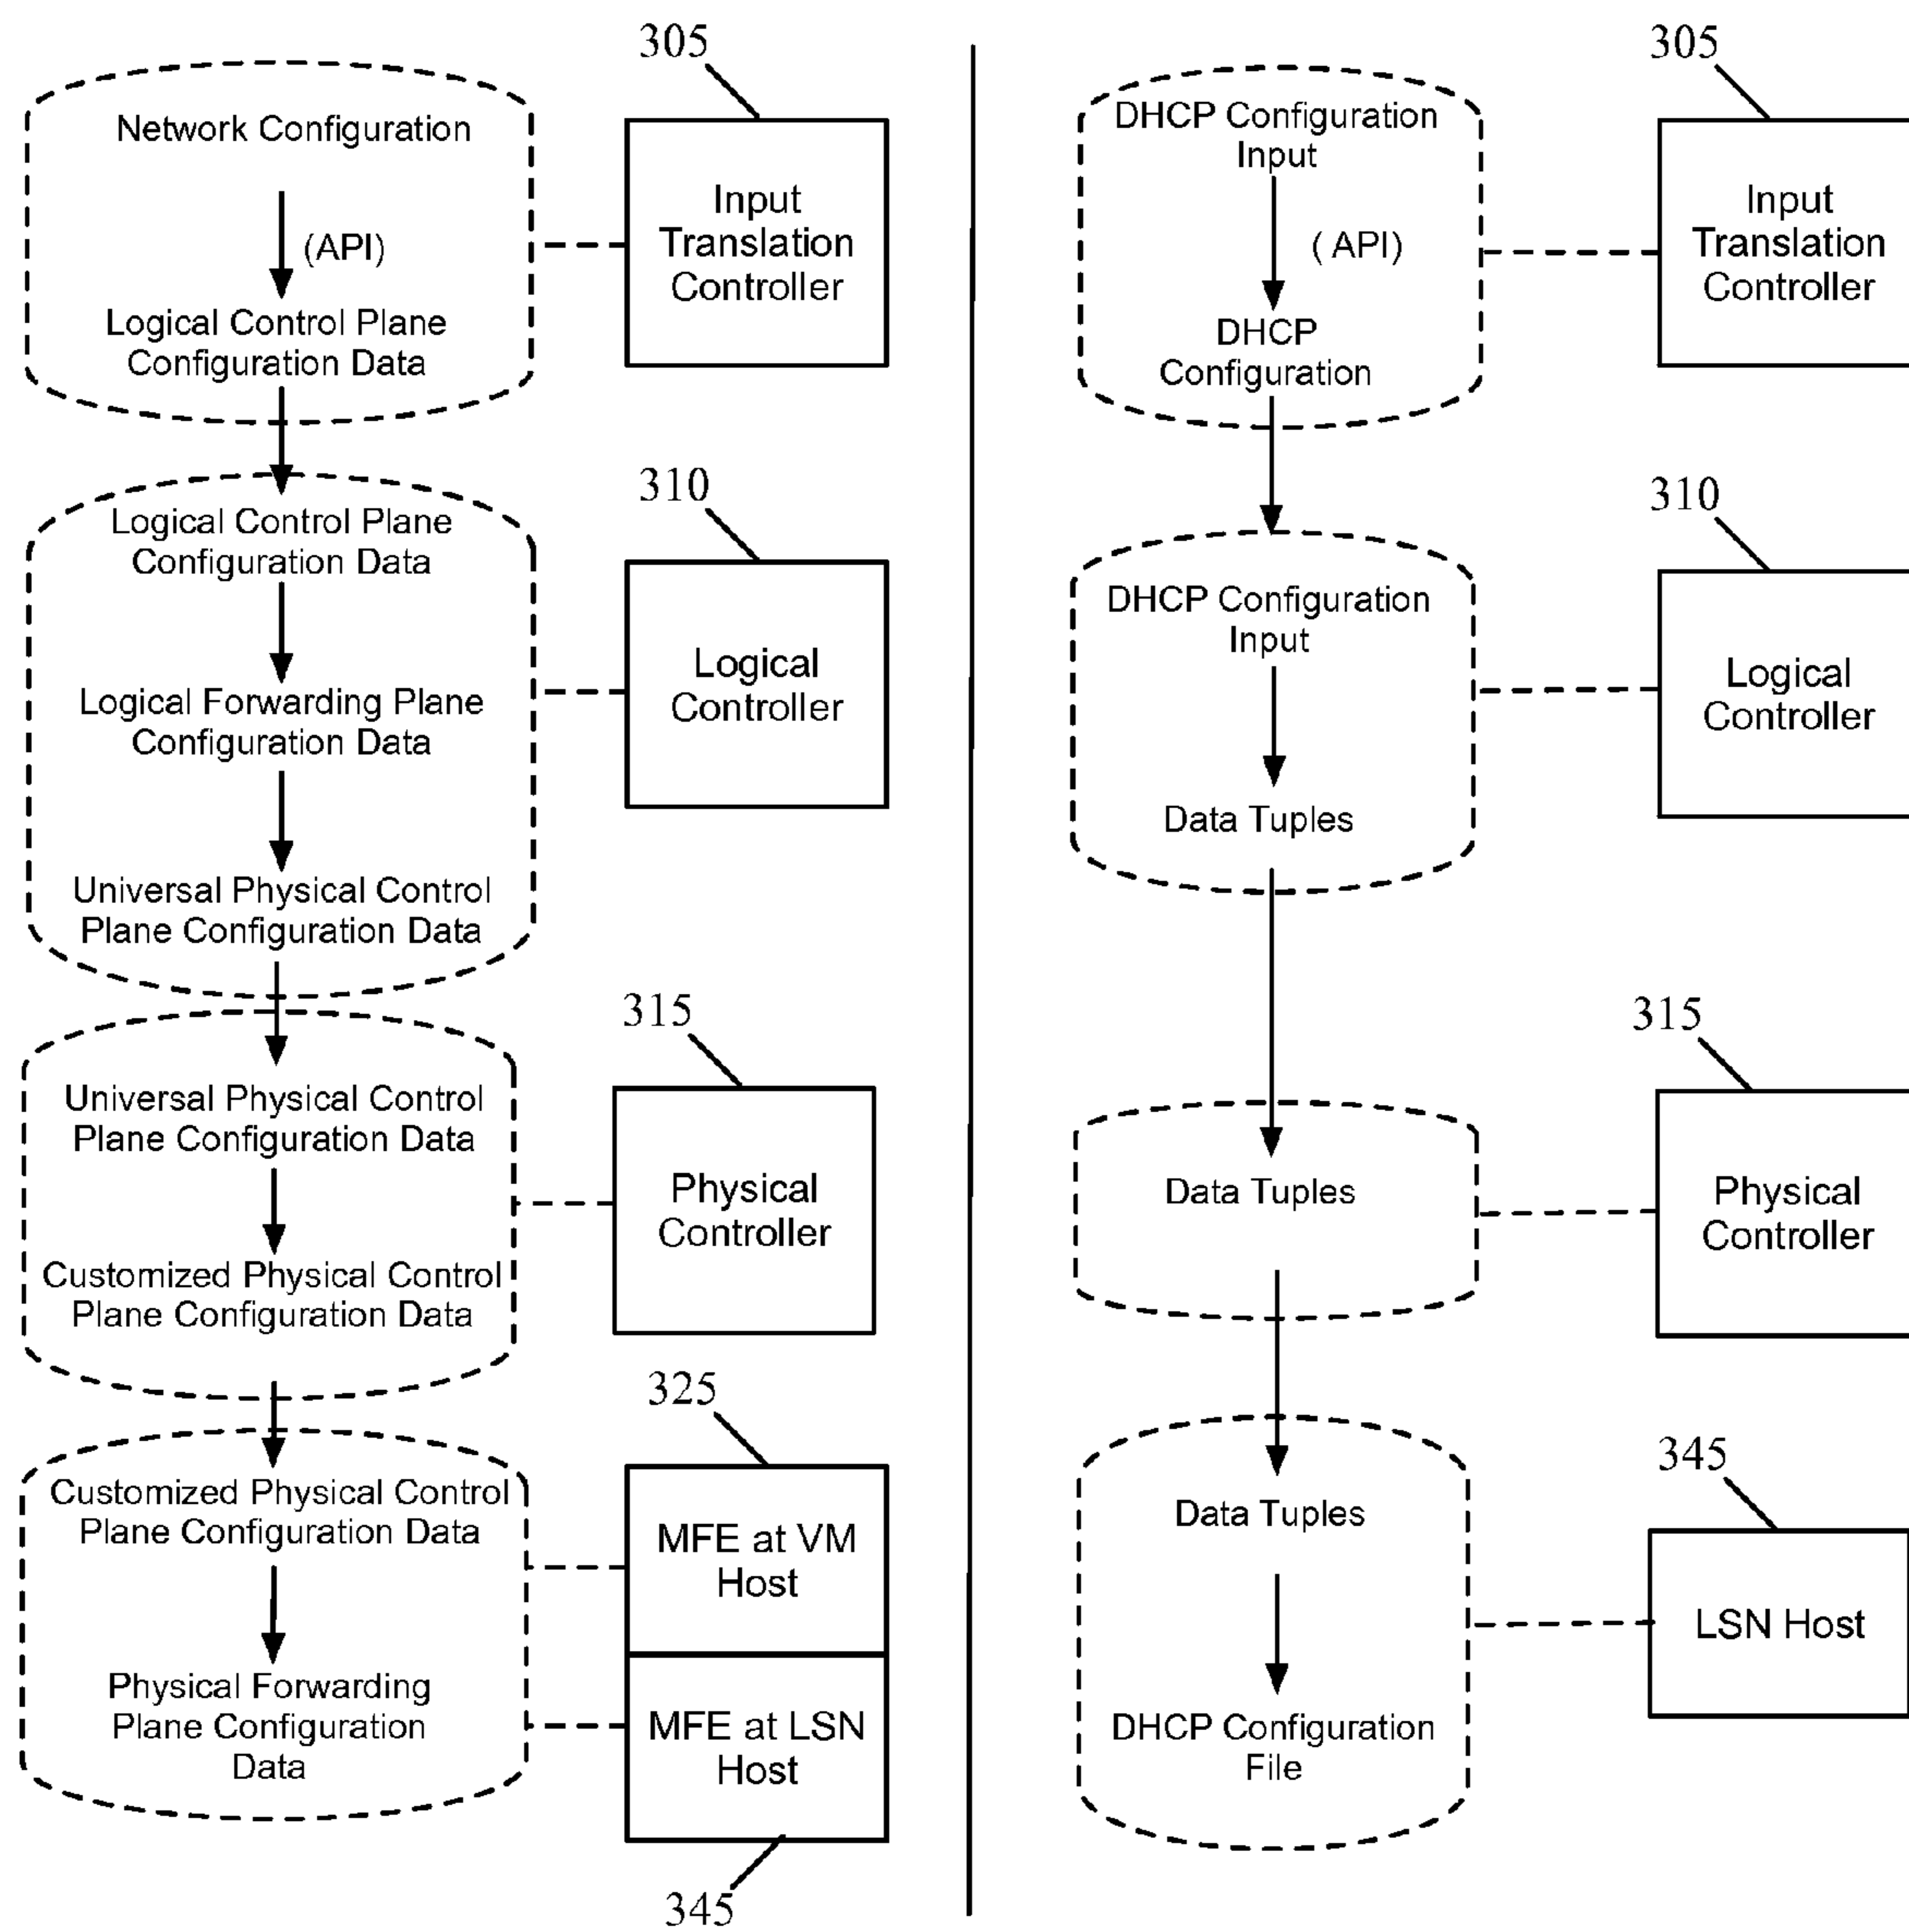 305
Network Configuration
(API)
Logical Control Plane
Configuration Data
Input
Translation
Controller
310
Logical Control Plane
Configuration Data
Logical Forwarding Plane
Configuration Data
Universal Physical Control
Plane Configuration Data
Logical
Controller
315
Universal Physical Control
Plane Configuration Data
Customized Physical Control
Plane Configuration Data
Physical
Controller
325
Customized Physical Control
Plane Configuration Data
Physical Forwarding
Plane Configuration
Data
MFE at VM
Host
MFE at LSN
Host
345
305
DHCP Configuration
Input
( API)
DHCP
Configuration
Input
Translation
Controller
310
DHCP Configuration
Input
Data Tuples
Logical
Controller
315
Data Tuples
Physical
Controller
345
Data Tuples
DHCP Configuration
File
LSN Host